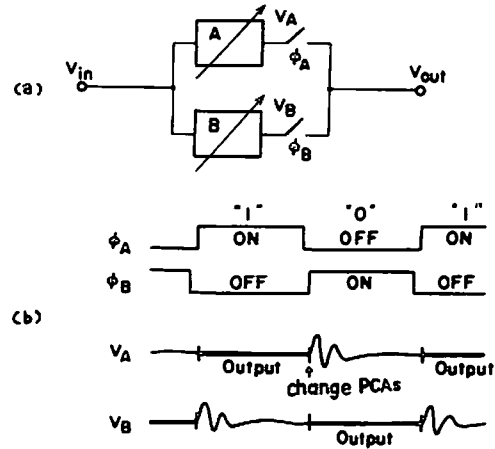 A
V_A
ϕ_A
(a)
V_in
V_out
B
V_B
ϕ_B
"1" "0" "1"
ϕ_A ON OFF ON
ϕ_B OFF ON OFF
(b)
V_A Output Output
change PCAs
V_B Output